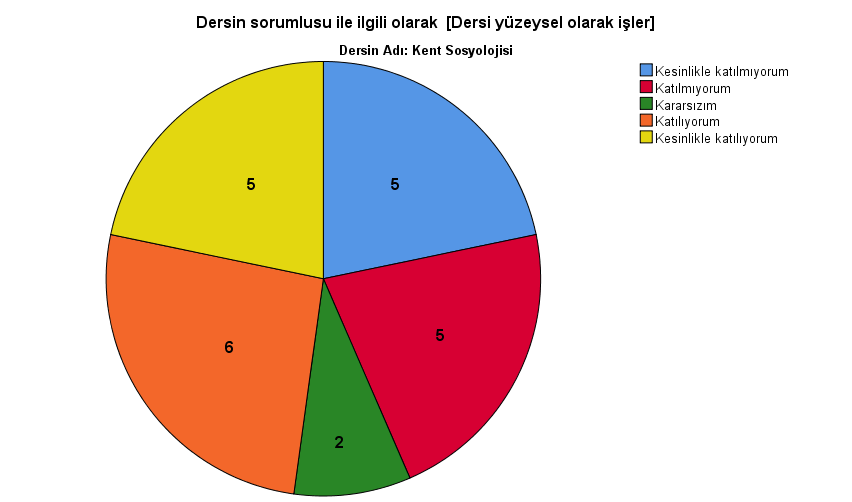 Dersin sorumlusu ile ilgili olarak  [Dersi yüzeysel olarak işler]
Dersin Adı: Kent Sosyolojisi
Kesinlikle katılmıyorum
Katılmıyorum
Kararsızım
Katılıyorum
Kesinlikle katılıyorum
5
5
5
6
2